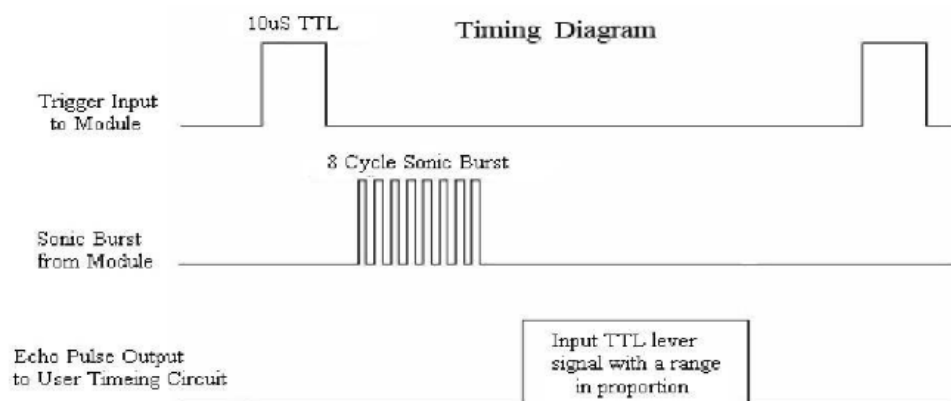 10uS TTL
Timing Diagram
Trigger Input
to Module
8 Cycle Sonic Burst
Sonic Burst
from Module
Echo Pulse Output
to User Timeing Circuit
Input TTL lever
signal with a range
in proportion